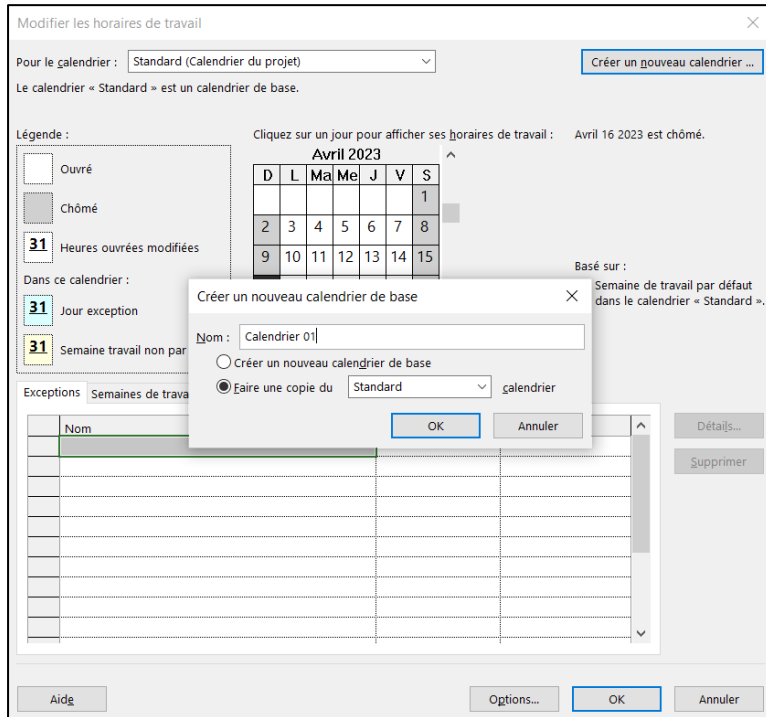 Modifier les horaires de travail
Pour le calendrier : Standard (Calendrier du projet)
Créer un nouveau calendrier ...
Le calendrier « Standard » est un calendrier de base.
Légende :
Ouvré
Chômé
31 Heures ouvrées modifiées
Dans ce calendrier :
31 Jour exception
31 Semaine travail non par
Cliquez sur un jour pour afficher ses horaires de travail :
Avril 2023
D L Ma Me J V S
1
2 3 4 5 6 7 8
9 10 11 12 13 14 15
Avril 16 2023 est chômé.
Basé sur :
Semaine de travail par défaut
dans le calendrier « Standard ».
Créer un nouveau calendrier de base
Nom : Calendrier 01
Créer un nouveau calendrier de base
Faire une copie du Standard calendrier
OK Annuler
Exceptions Semaines de trava
Nom
Détails...
Supprimer
Aide Options... OK Annuler